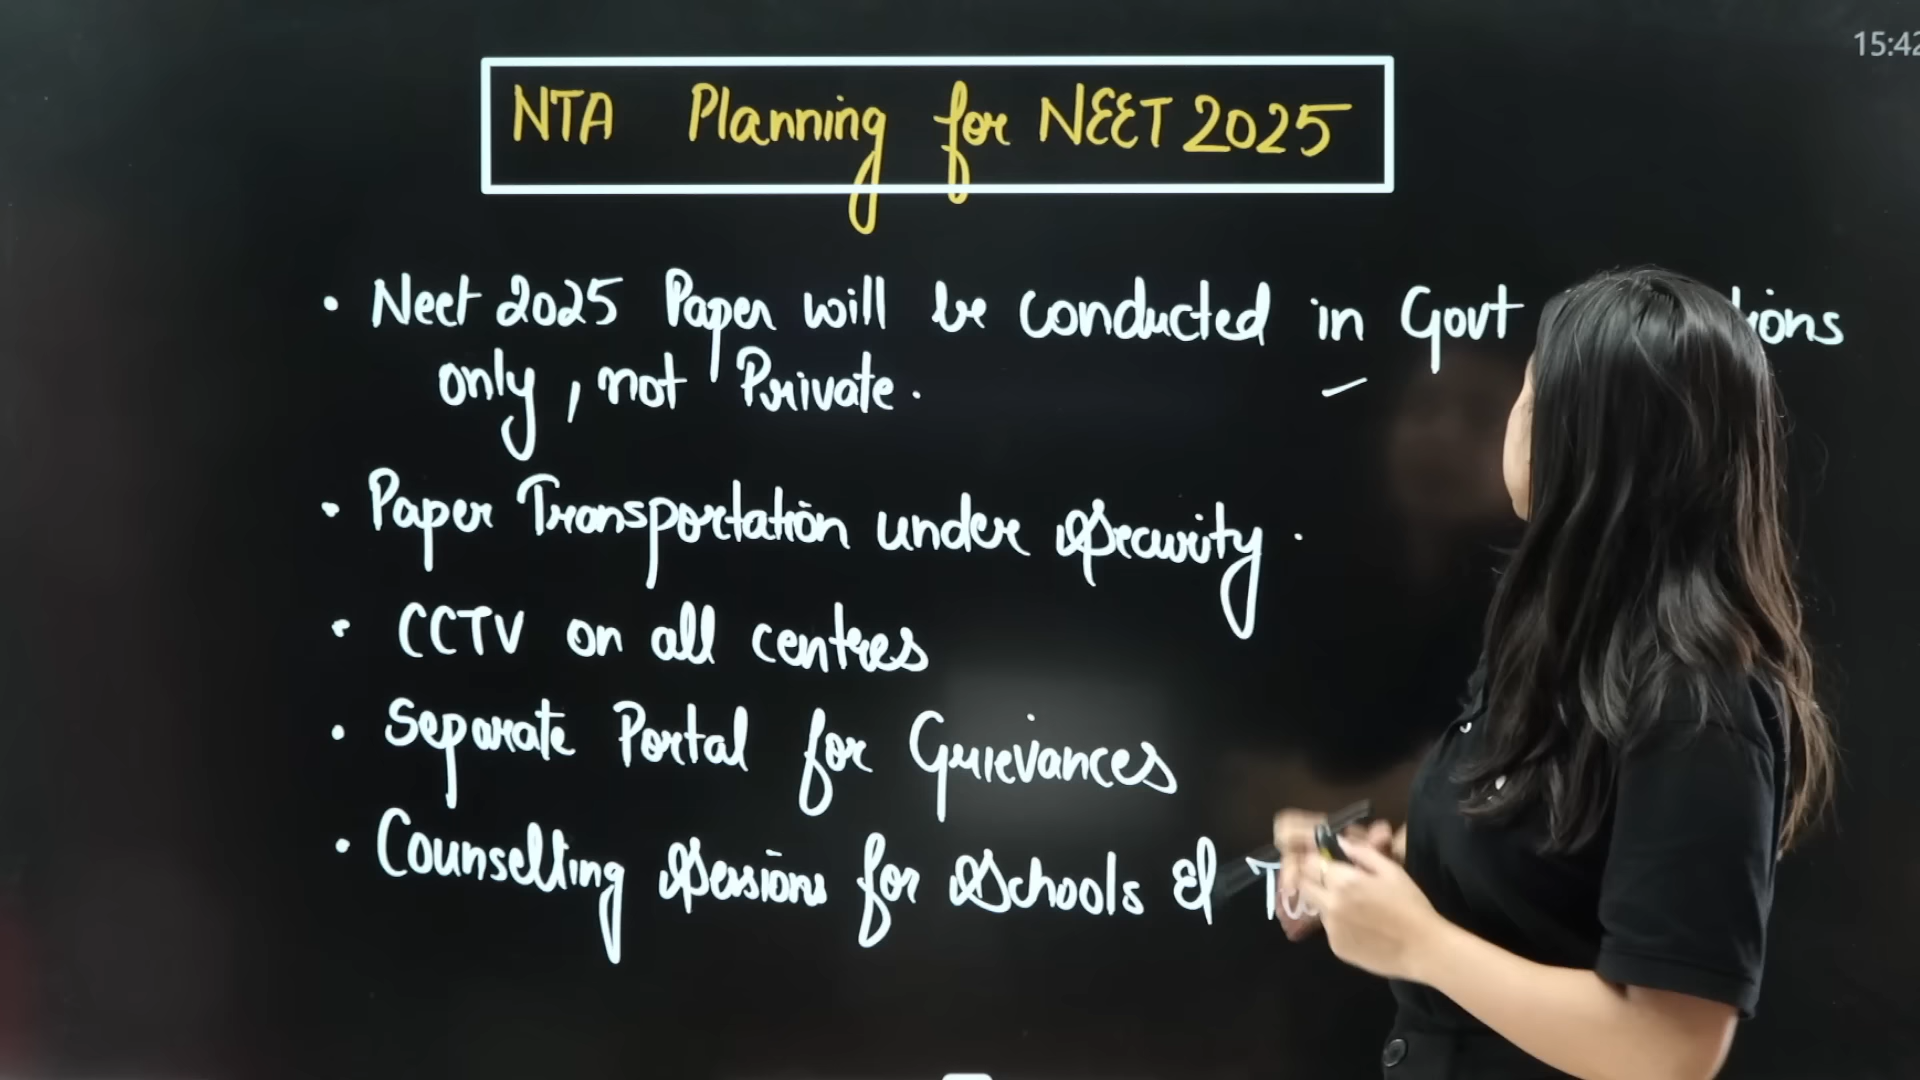 15:42
NTA Planning for NEET 2025
• Neet 2025 Paper will be conducted in Govt
only, not Private.
• Paper Transportation under Security.
• CCTV on all centres
• Separate Portal for Grievances
• Counselling Sessions for Schools &